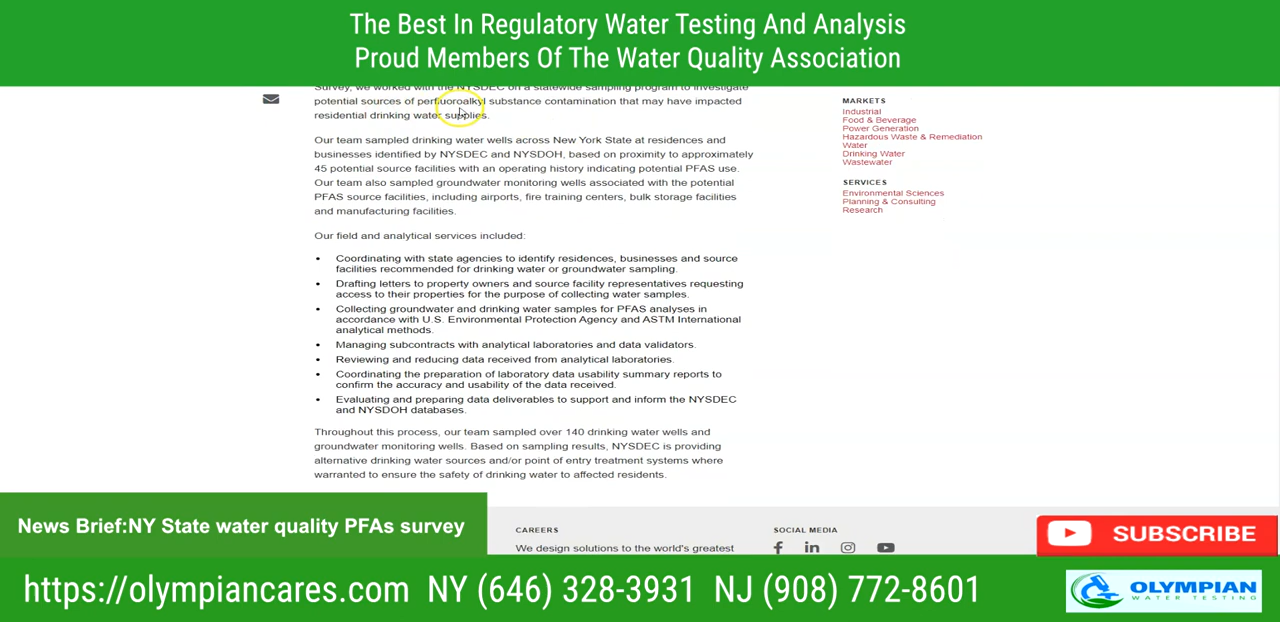 The Best In Regulatory Water Testing And Analysis
Proud Members Of The Water Quality Association
Survey, we worked with the NYSDEC on a statewide sampling program to investigate
potential sources of perfluoroalkyl substance contamination that may have impacted
residential drinking water supplies.
Our team sampled drinking water wells across New York State at residences and
businesses identified by NYSDEC and NYSDOH, based on proximity to approximately
45 potential source facilities with an operating history indicating potential PFAS use.
Our team also sampled groundwater monitoring wells associated with the potential
PFAS source facilities, including airports, fire training centers, bulk storage facilities
and manufacturing facilities.
Our field and analytical services included:
• Coordinating with state agencies to identify residences, businesses and source
facilities recommended for drinking water or groundwater sampling.
• Drafting letters to property owners and source facility representatives requesting
access to their properties for the purpose of collecting water samples.
• Collecting groundwater and drinking water samples for PFAS analyses in
accordance with U.S. Environmental Protection Agency and ASTM International
analytical methods.
• Managing subcontracts with analytical laboratories and data validators.
• Reviewing and reducing data received from analytical laboratories.
• Coordinating the preparation of laboratory data usability summary reports to
confirm the accuracy and usability of the data received.
• Evaluating and preparing data deliverables to support and inform the NYSDEC
and NYSDOH databases.
Throughout this process, our team sampled over 140 drinking water wells and
groundwater monitoring wells. Based on sampling results, NYSDEC is providing
alternative drinking water sources and/or point of entry treatment systems where
warranted to ensure the safety of drinking water to affected residents.
MARKETS
Industrial
Food & Beverage
Power Generation
Hazardous Waste & Remediation
Water
Drinking Water
Wastewater
SERVICES
Environmental Sciences
Planning & Consulting
Research
CAREERS
We design solutions to the world's greatest
SOCIAL MEDIA
News Brief:NY State water quality PFAs survey
SUBSCRIBE
https://olympiancares.com NY (646) 328-3931 NJ (908) 772-8601
OLYMPIAN
WATER TESTING